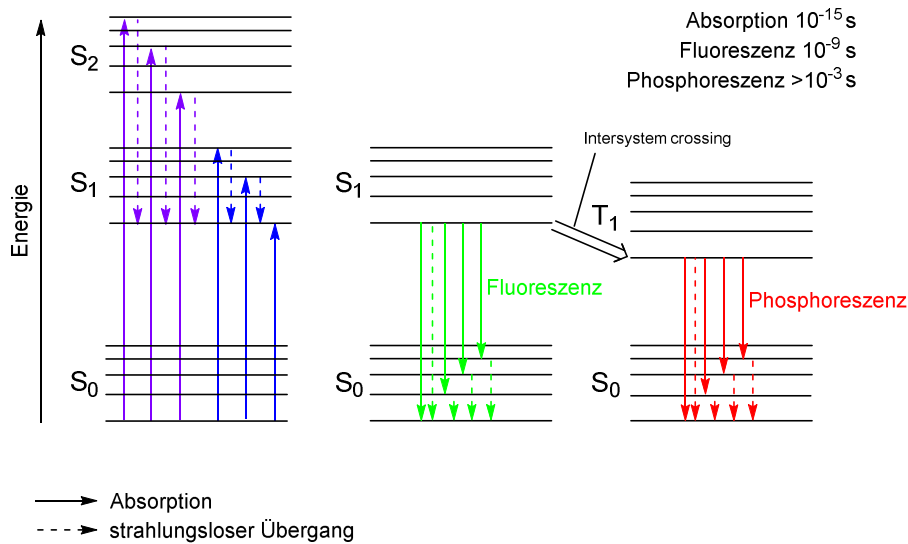 Absorption 10⁻¹⁵ s
Fluoreszenz 10⁻⁹ s
Phosphoreszenz >10⁻³ s
S₂
Intersystem crossing
S₁
S₁
T₁
Energie
Fluoreszenz
Phosphoreszenz
S₀
S₀
S₀
Absorption
strahlungsloser Übergang